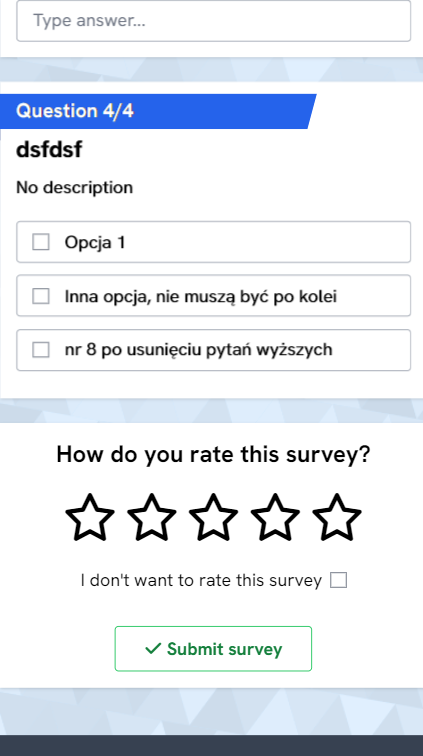 Type answer...
Question 4/4
dsfdsf
No description
Opcja 1
Inna opcja, nie muszą być po kolei
nr 8 po usunięciu pytań wyższych
How do you rate this survey?
I don't want to rate this survey
Submit survey